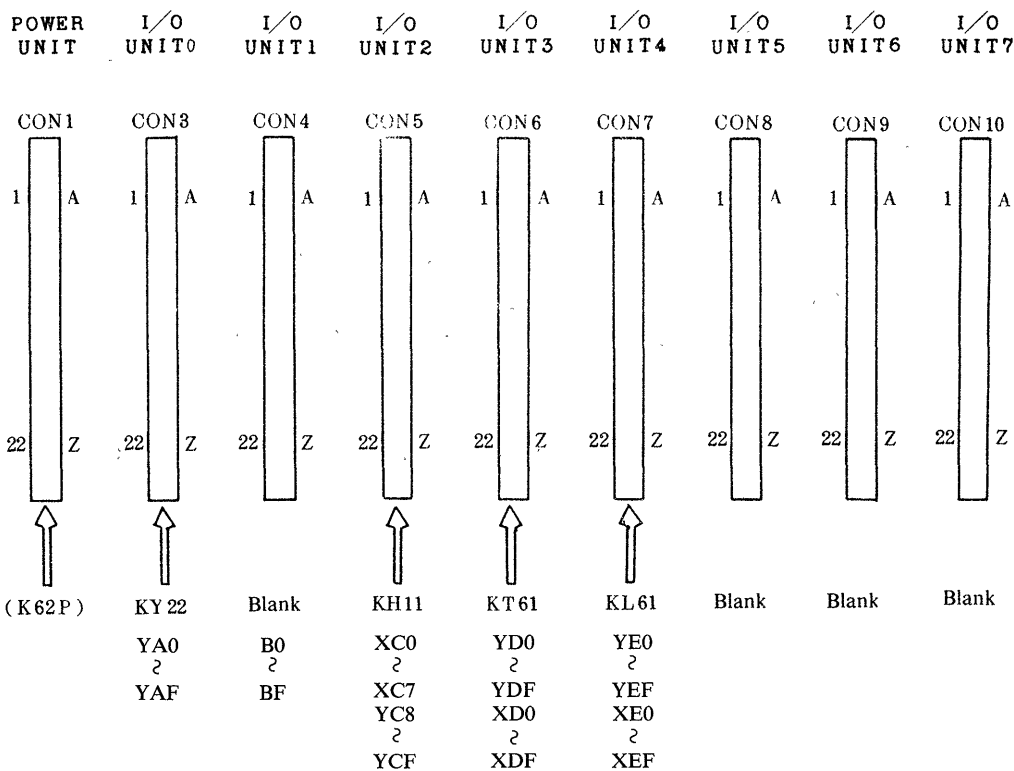 POWER I/O I/O I/O I/O I/O I/O I/O I/O
UNIT UNIT0 UNIT1 UNIT2 UNIT3 UNIT4 UNIT5 UNIT6 UNIT7
CON1 CON3 CON4 CON5 CON6 CON7 CON8 CON9 CON10
1 A 1 A 1 A 1 A 1 A 1 A 1 A 1 A 1 A
22 Z 22 Z 22 Z 22 Z 22 Z 22 Z 22 Z 22 Z 22 Z
(K62P) KY22 Blank KH11 KT61 KL61 Blank Blank Blank
YA0 B0 XC0 YD0 YE0
~ ~ ~ ~ ~
YAF BF XC7 YDF YEF
YC8 XD0 XE0
~ ~ ~
YCF XDF XEF